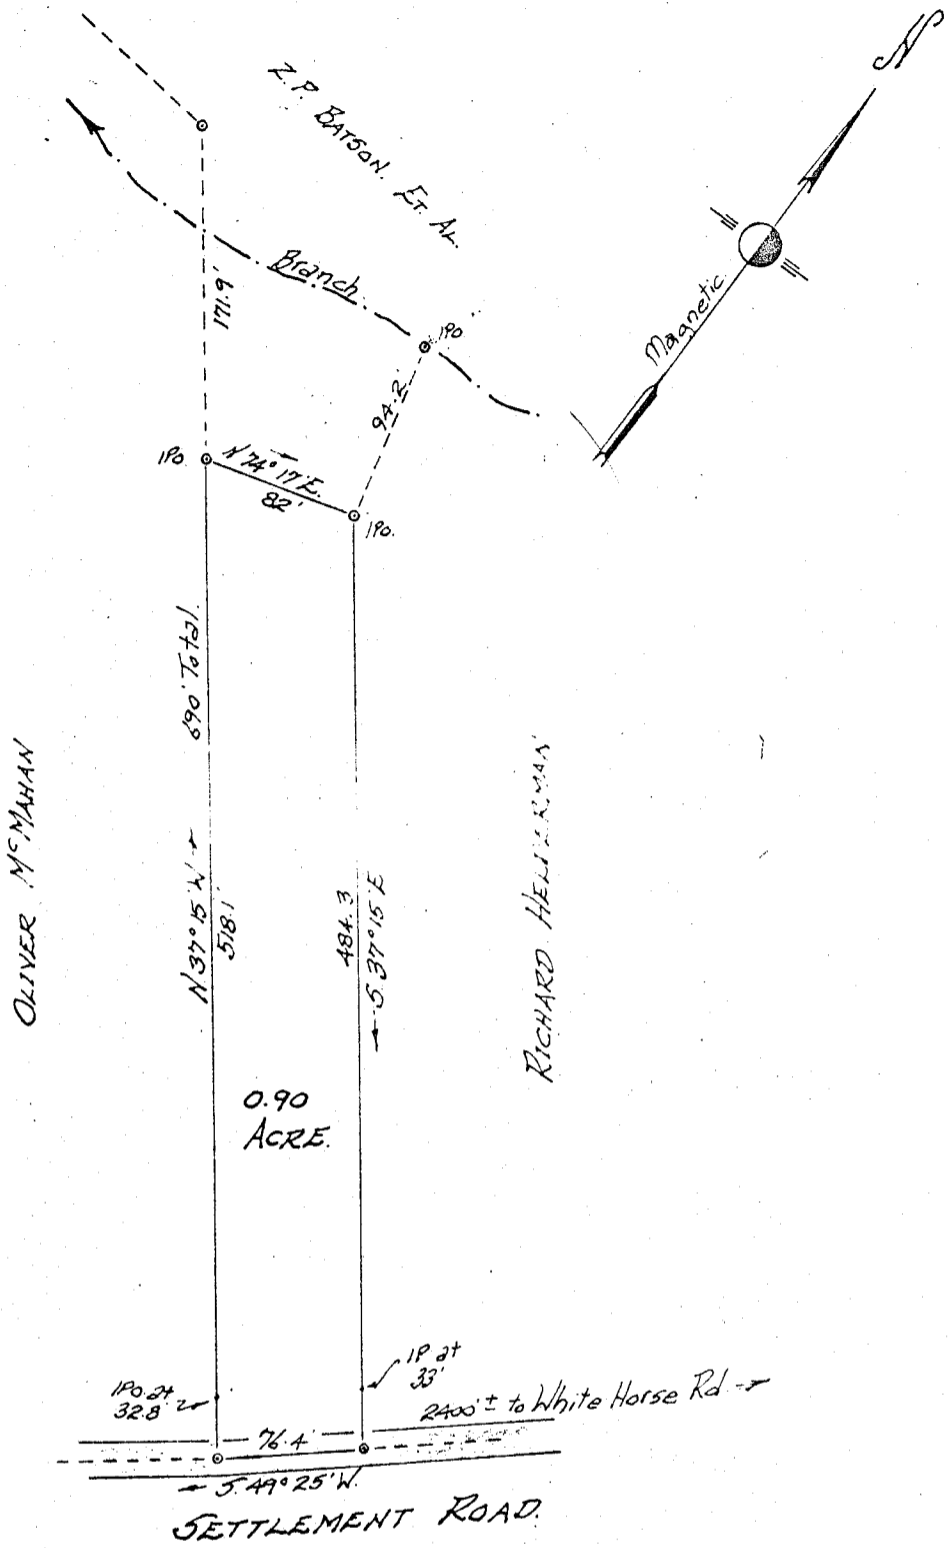 N
Z.P. BATSON. ET. AL.
Branch.
Magnetic.
171.9'
IPO
94.2'
IPO.
N 74° 17' E.
82'
IPO.
690' Total.
OLIVER McMAHAN
N 37° 15' W →
518.1'
484.3
← S. 37° 15' E
RICHARD
0.90
ACRE.
IP at
33'
IPO. at
32.8'
2400' ± to White Horse Rd. →
76.4'
← S. 49° 25' W.
SETTLEMENT ROAD.